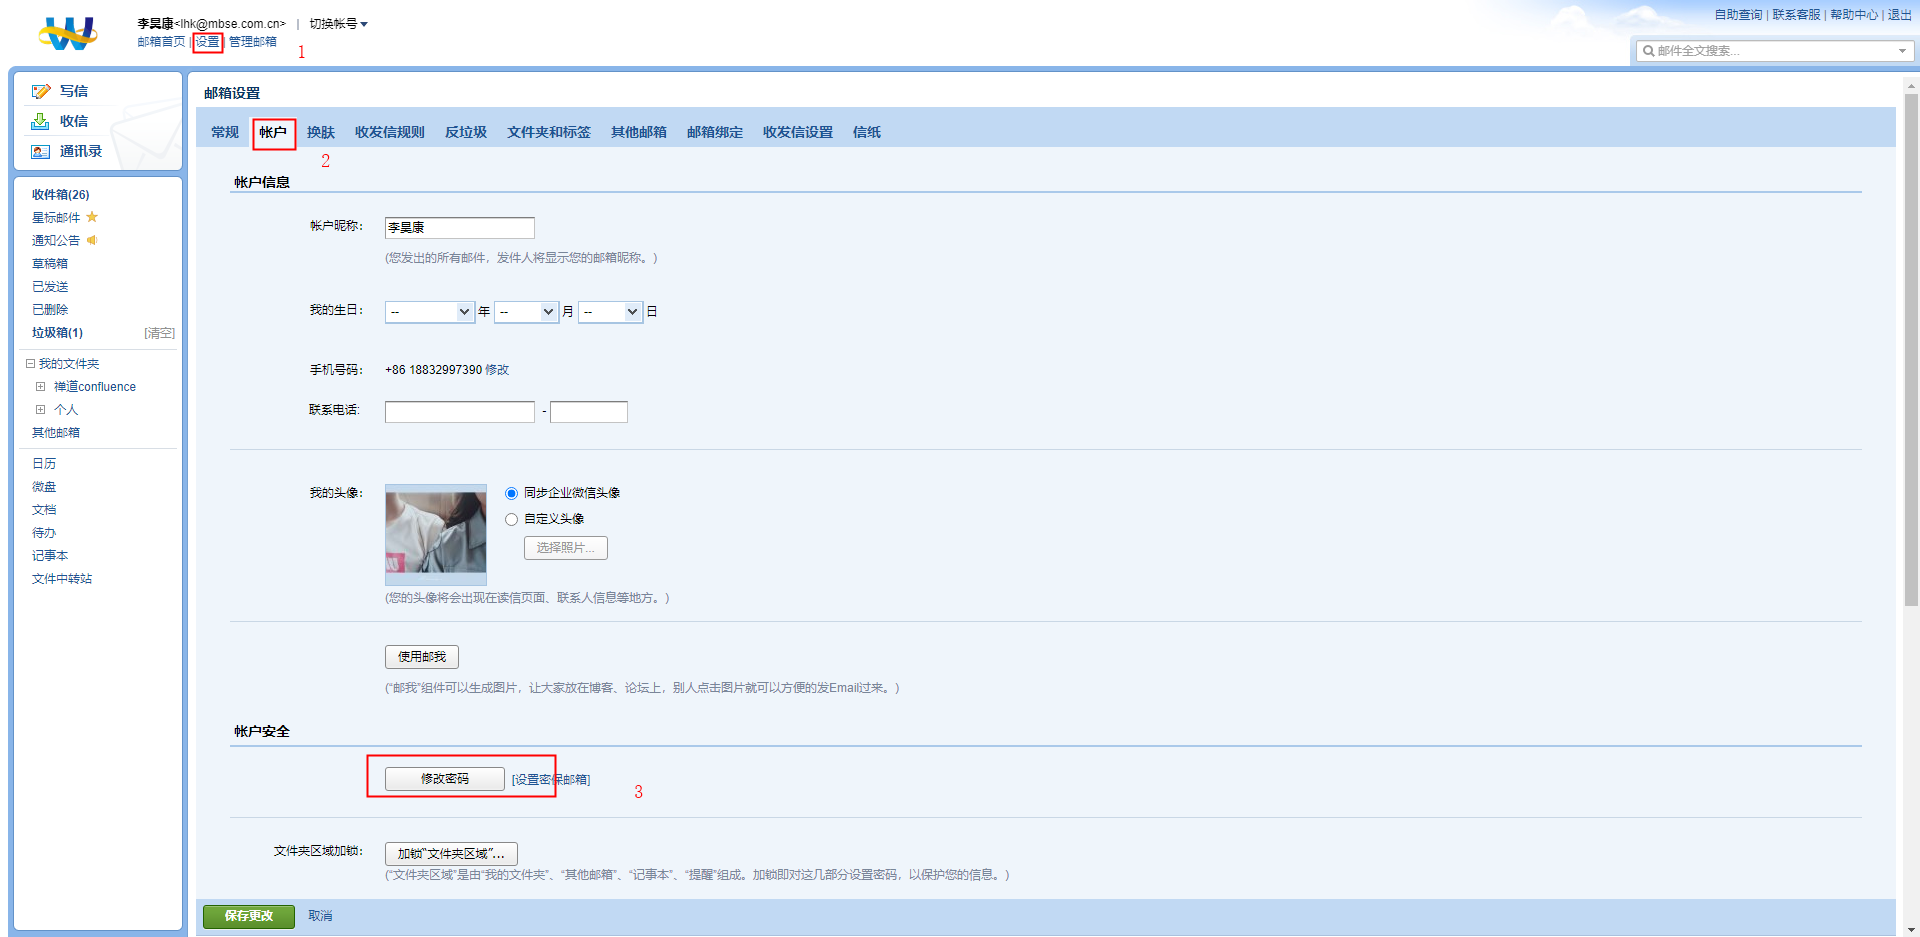 李昊康<lhk@mbse.com.cn> | 切换帐号
邮箱首页 | 设置 | 管理邮箱
1
自助查询 | 联系客服 | 帮助中心 | 退出
邮件全文搜索...
写信
收信
通讯录
收件箱(26)
星标邮件
通知公告
草稿箱
已发送
已删除
垃圾箱(1) [清空]
我的文件夹
禅道confluence
个人
其他邮箱
日历
微盘
文档
待办
记事本
文件中转站
邮箱设置
常规 帐户 换肤 收发信规则 反垃圾 文件夹和标签 其他邮箱 邮箱绑定 收发信设置 信纸
2
帐户信息
帐户昵称: 李昊康
(您发出的所有邮件，发件人将显示您的邮箱昵称。)
我的生日: -- 年 -- 月 -- 日
手机号码: +86 18832997390 修改
联系电话: -
我的头像: 同步企业微信头像
自定义头像
选择照片...
(您的头像将会出现在读信页面、联系人信息等地方。)
使用邮我
(“邮我”组件可以生成图片，让大家放在博客、论坛上，别人点击图片就可以方便的发Email过来。)
帐户安全
修改密码 [设置密保邮箱]
3
文件夹区域加锁: 加锁“文件夹区域”...
(“文件夹区域”是由“我的文件夹”、“其他邮箱”、“记事本”、“提醒”组成。加锁即对这几部分设置密码，以保护您的信息。)
保存更改 取消